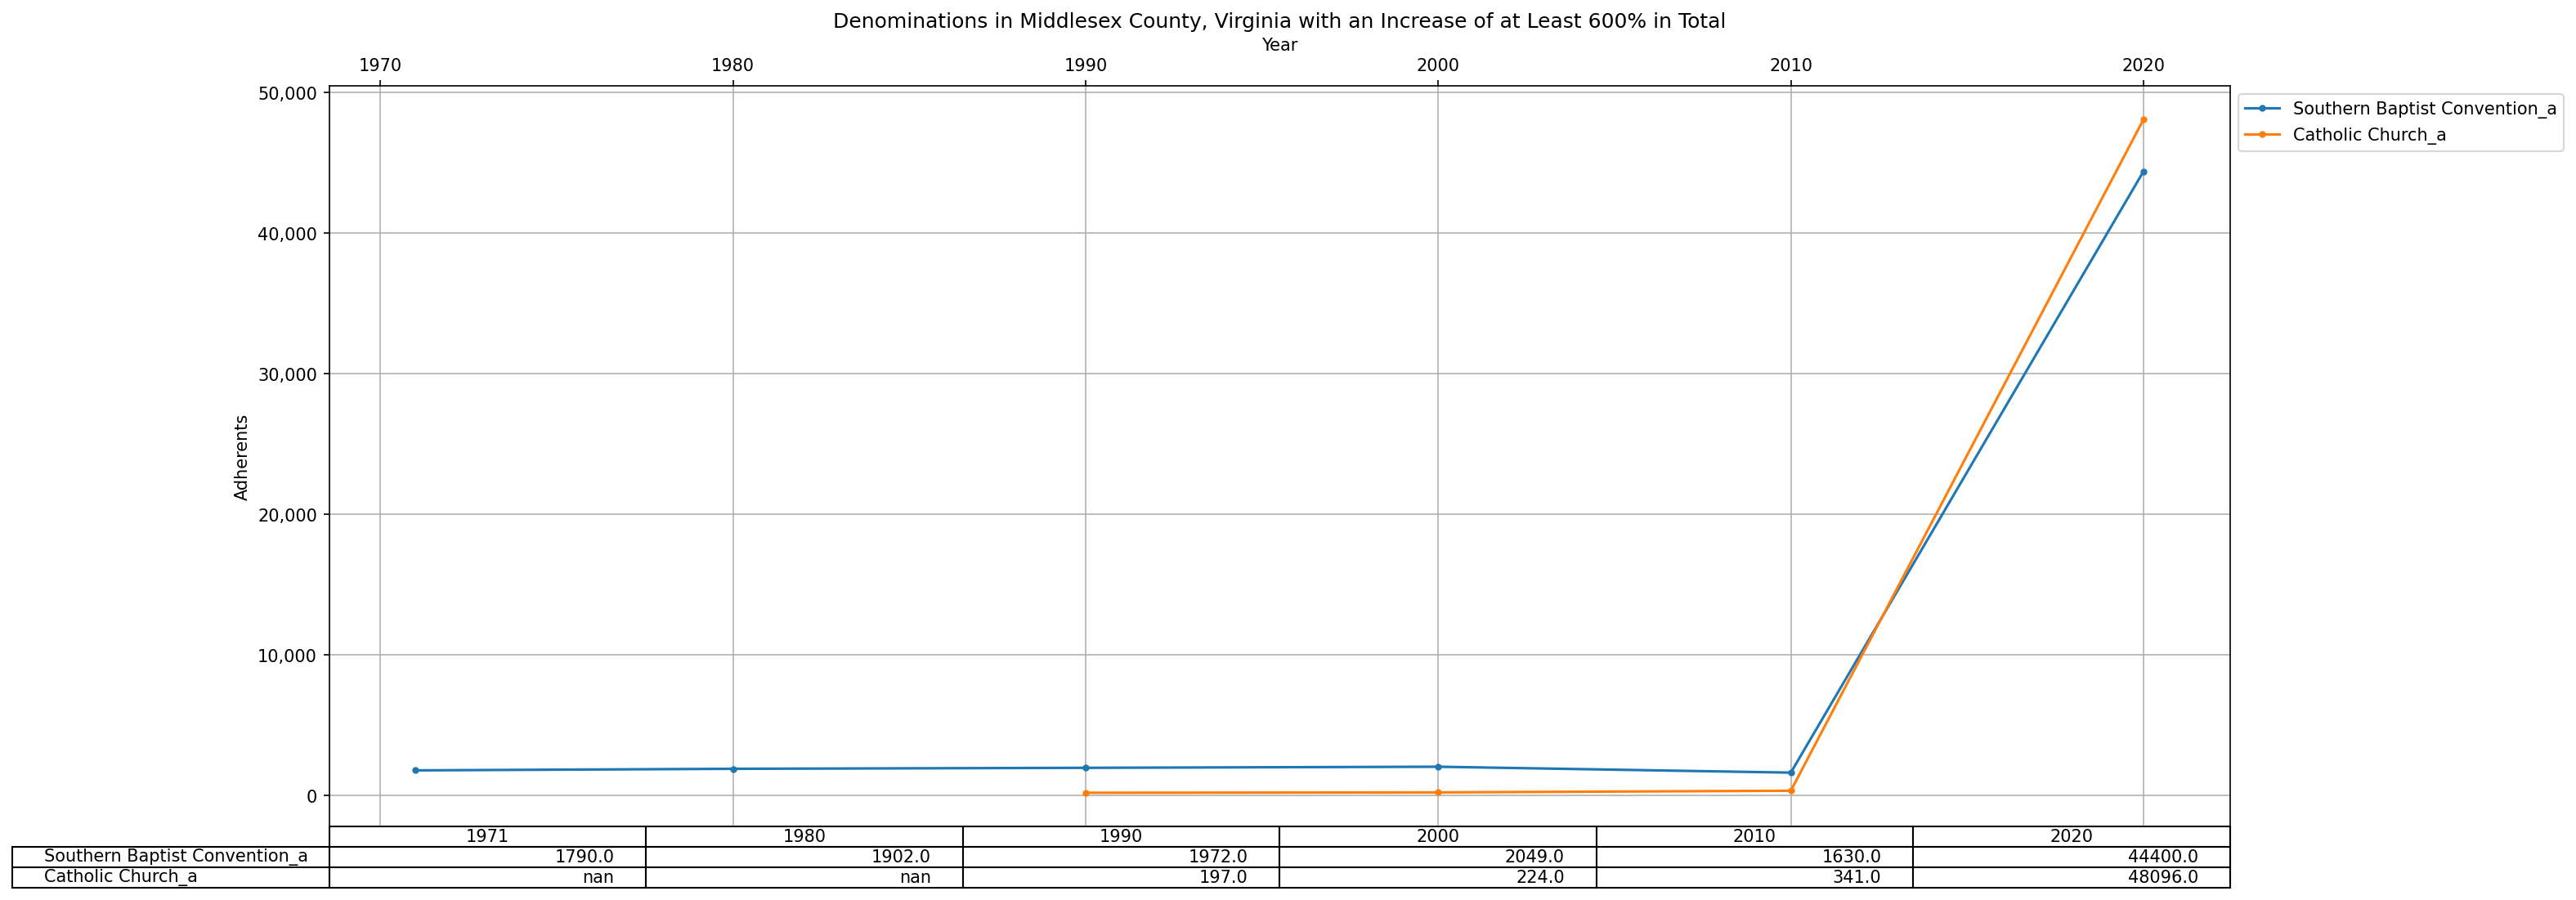 Denominations in Middlesex County, Virginia with an Increase of at Least 600% in Total
Year
1970 1980 1990 2000 2010 2020
50,000
40,000
30,000
20,000
10,000
0
Adherents
Southern Baptist Convention_a
Catholic Church_a
1971 1980 1990 2000 2010 2020
Southern Baptist Convention_a 1790.0 1902.0 1972.0 2049.0 1630.0 44400.0
Catholic Church_a nan nan 197.0 224.0 341.0 48096.0